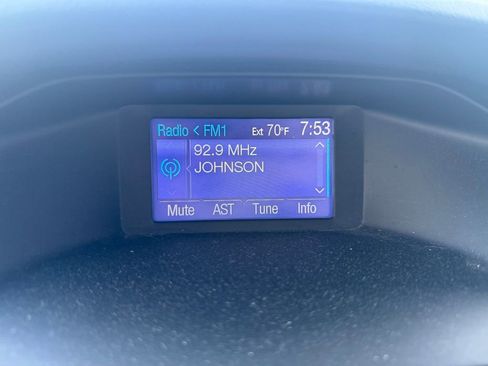 Radio < FM1 Ext 70°F 7:53
92.9 MHz
JOHNSON
Mute AST Tune Info